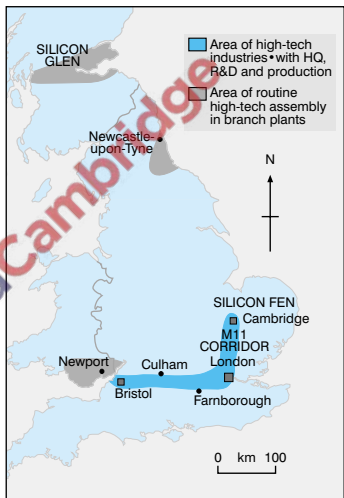 SILICON
GLEN
Area of high-tech
industries•with HQ,
R&D and production
Area of routine
high-tech assembly
in branch plants
Newcastle-
upon-Tyne
N
Cambridge
SILICON FEN
Cambridge
M11
CORRIDOR
London
Newport
Culham
Bristol
Farnborough
0 km 100